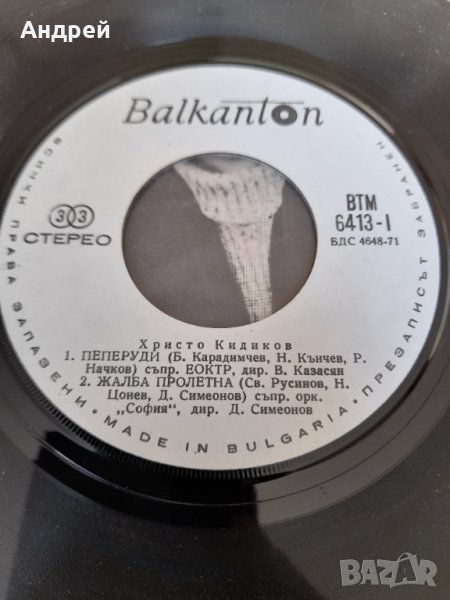 Андрей
Balkanton
33
СТЕРЕО
ВТМ
6413-I
БДС 4648-71
Христо Кидиков
1. ПЕПЕРУДИ (Б. Карадимчев, Н. Кънчев, Р.
Начков) съпр. ЕОКТР, дир. В. Казасян
2. ЖАЛБА ПРОЛЕТНА (Св. Русинов, Н.
Цонев, Д. Симеонов) съпр. орк.
„София“, дир. Д. Симеонов
ВСИЧКИ ПРАВА ЗАПАЗЕНИ • MADE IN BULGARIA • ПРЕЗАПИСЪТ ЗАБРАНЕН
BAZAR